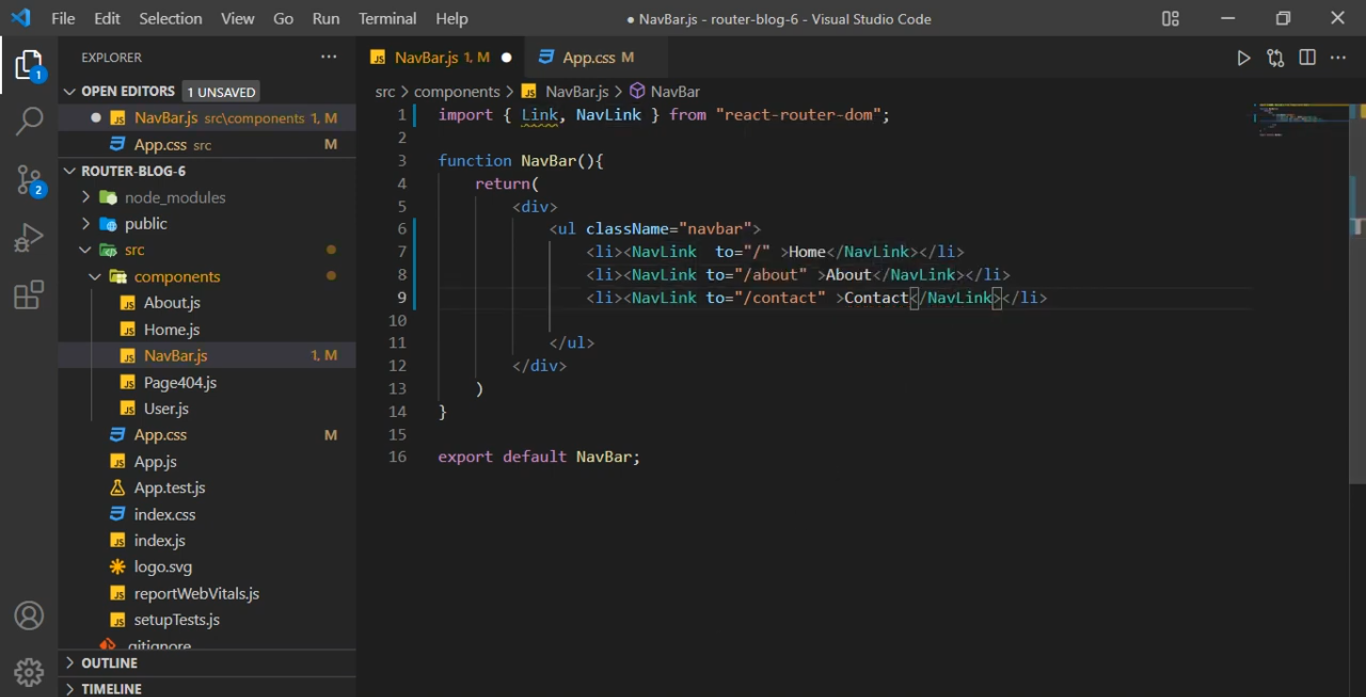 File Edit Selection View Go Run Terminal Help ● NavBar.js - router-blog-6 - Visual Studio Code
EXPLORER
OPEN EDITORS 1 UNSAVED
NavBar.js src\components 1, M
App.css src M
ROUTER-BLOG-6
node_modules
public
src
components
About.js
Home.js
NavBar.js 1, M
Page404.js
User.js
App.css M
App.js
App.test.js
index.css
index.js
logo.svg
reportWebVitals.js
setupTests.js
.gitignore
OUTLINE
TIMELINE
1
2
NavBar.js 1, M
App.css M
src > components > NavBar.js > NavBar
1 import { Link, NavLink } from "react-router-dom";
2
3 function NavBar(){
4 return(
5 <div>
6 <ul className="navbar">
7 <li><NavLink  to="/" >Home</NavLink></li>
8 <li><NavLink to="/about" >About</NavLink></li>
9 <li><NavLink to="/contact" >Contact</NavLink></li>
10
11 </ul>
12 </div>
13 )
14 }
15
16 export default NavBar;